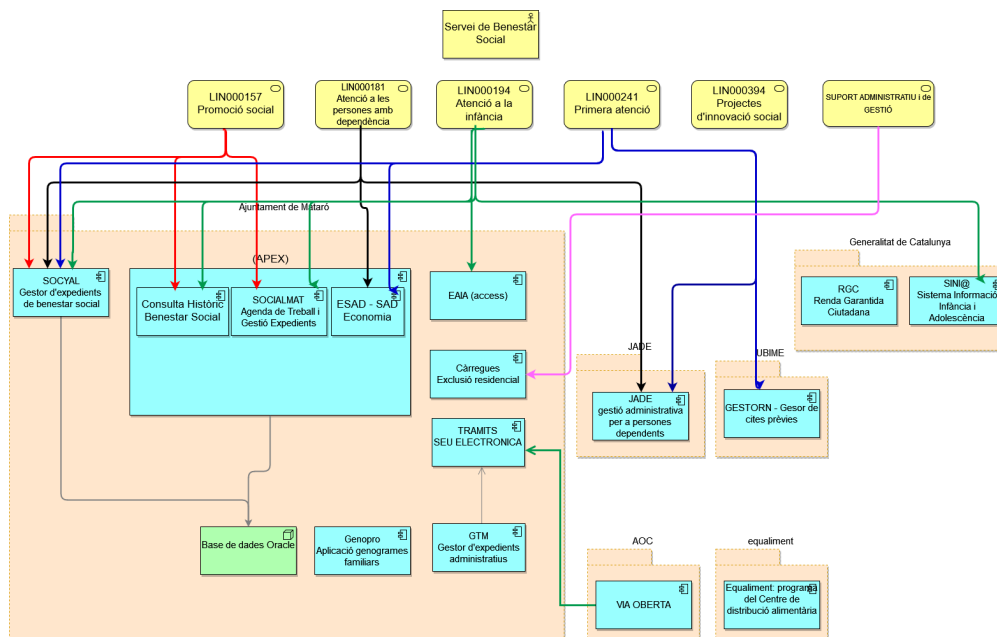 Servei de Benestar
Social
LIN000157
Promoció social
LIN000181
Atenció a les
persones amb
dependència
LIN000194
Atenció a la
infància
LIN000241
Primera atenció
LIN000394
Projectes
d'innovació social
SUPORT ADMINISTRATIU i de
GESTIÓ
Ajuntament de Mataró
SOCYAL
Gestor d'expedients
de benestar social
(APEX)
Consulta Històric
Benestar Social
SOCIALMAT
Agenda de Treball i
Gestió Expedients
ESAD - SAD
Economia
EAIA (access)
Càrregues
Exclusió residencial
TRAMITS
SEU ELECTRONICA
Base de dades Oracle
Genopro
Aplicació genogrames
familiars
GTM
Gestor d'expedients
administratius
Generalitat de Catalunya
RGC
Renda Garantida
Ciutadana
SINI@
Sistema Informació
Infància i
Adolescència
JADE
JADE
gestió administrativa
per a persones
dependents
UBIME
GESTORN - Gesor de
cites prèvies
AOC
VIA OBERTA
equaliment
Equaliment: programa
del Centre de
distribució alimentària